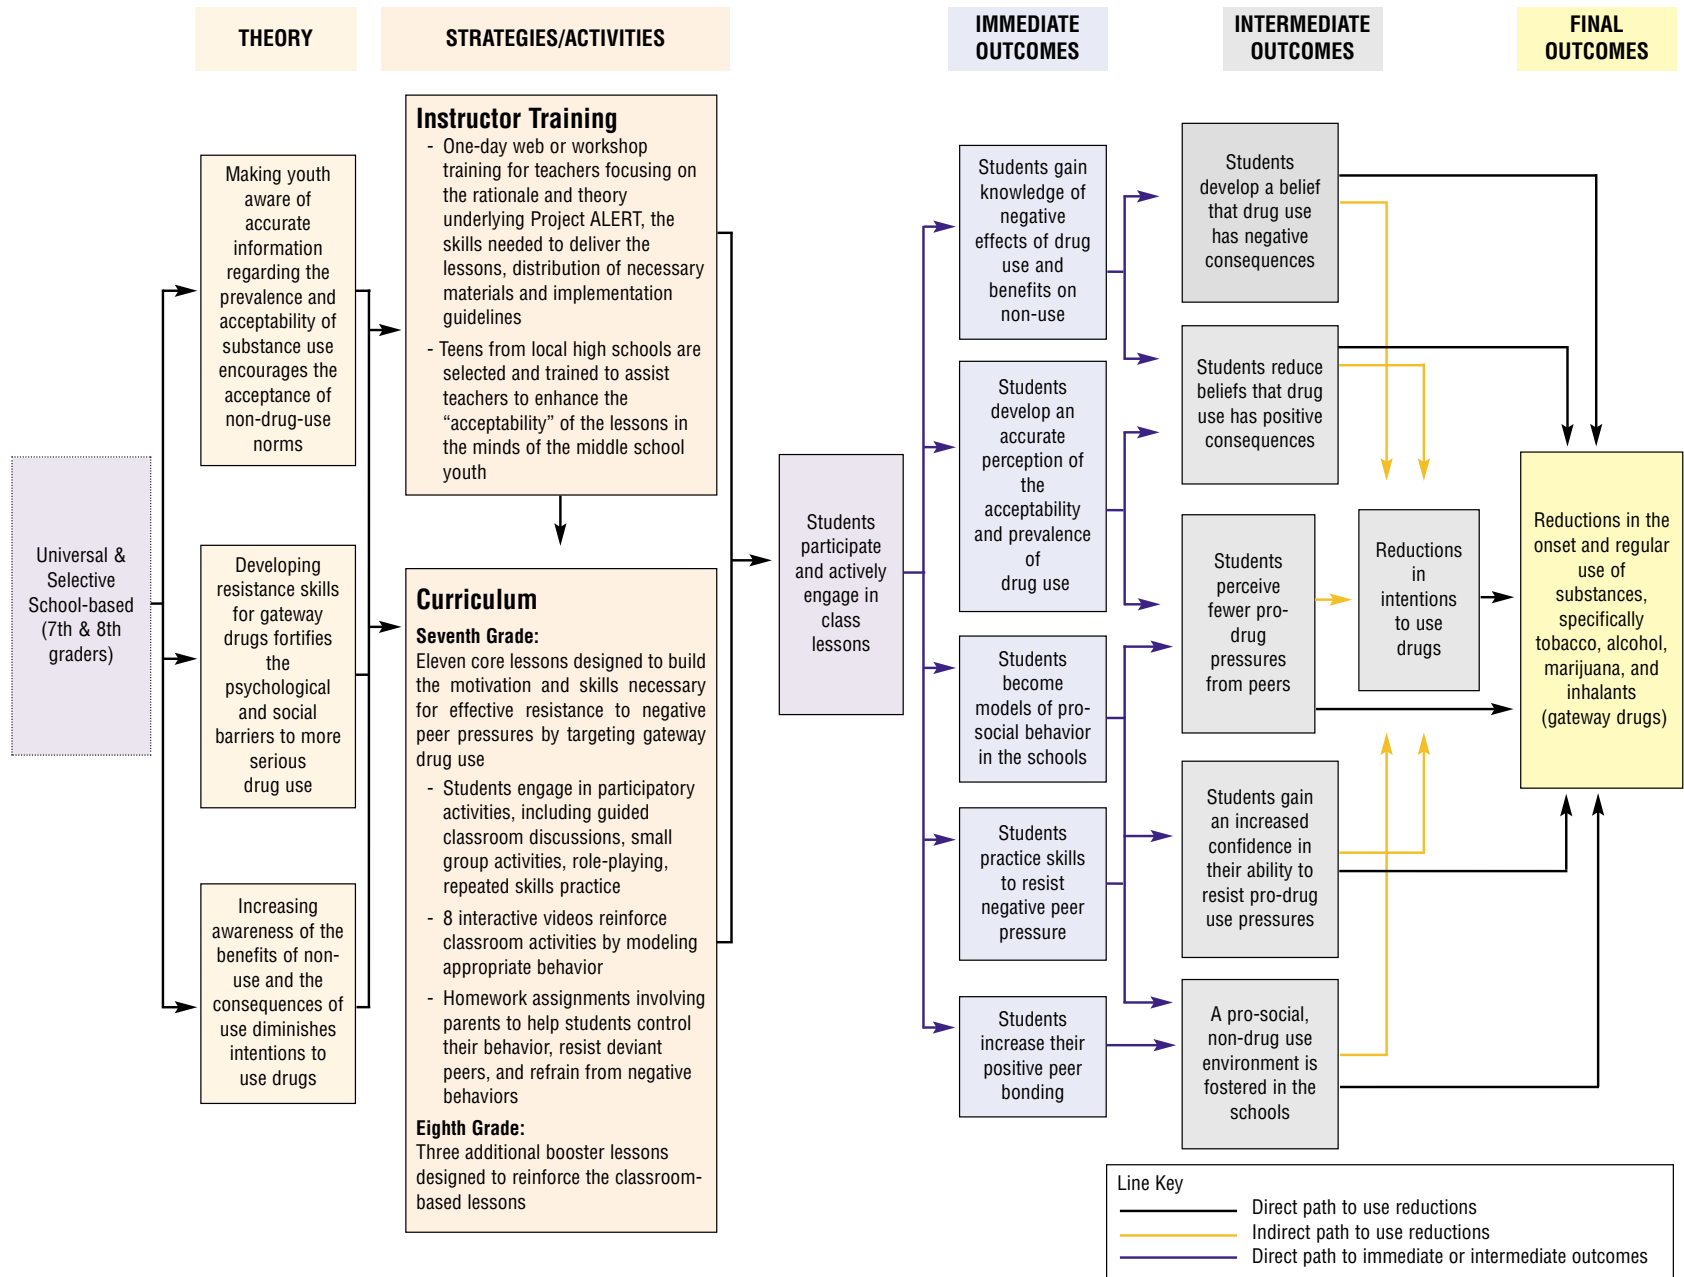 THEORY
STRATEGIES/ACTIVITIES
IMMEDIATE
OUTCOMES
INTERMEDIATE
OUTCOMES
FINAL
OUTCOMES
Universal &
Selective
School-based
(7th & 8th
graders)
Making youth
aware of
accurate
information
regarding the
prevalence and
acceptability of
substance use
encourages the
acceptance of
non-drug-use
norms
Developing
resistance skills
for gateway
drugs fortifies
the
psychological
and social
barriers to more
serious
drug use
Increasing
awareness of the
benefits of non-
use and the
consequences of
use diminishes
intentions to
use drugs
Instructor Training
- One-day web or workshop
training for teachers focusing on
the rationale and theory
underlying Project ALERT, the
skills needed to deliver the
lessons, distribution of necessary
materials and implementation
guidelines
- Teens from local high schools are
selected and trained to assist
teachers to enhance the
“acceptability” of the lessons in
the minds of the middle school
youth
Curriculum
Seventh Grade:
Eleven core lessons designed to build
the motivation and skills necessary
for effective resistance to negative
peer pressures by targeting gateway
drug use
- Students engage in participatory
activities, including guided
classroom discussions, small
group activities, role-playing,
repeated skills practice
- 8 interactive videos reinforce
classroom activities by modeling
appropriate behavior
- Homework assignments involving
parents to help students control
their behavior, resist deviant
peers, and refrain from negative
behaviors
Eighth Grade:
Three additional booster lessons
designed to reinforce the classroom-
based lessons
Students
participate
and actively
engage in
class
lessons
Students gain
knowledge of
negative
effects of drug
use and
benefits on
non-use
Students
develop an
accurate
perception of
the
acceptability
and prevalence
of
drug use
Students
become
models of pro-
social behavior
in the schools
Students
practice skills
to resist
negative peer
pressure
Students
increase their
positive peer
bonding
Students
develop a belief
that drug use
has negative
consequences
Students reduce
beliefs that drug
use has positive
consequences
Students
perceive
fewer pro-
drug
pressures
from peers
Reductions
in
intentions
to use
drugs
Students gain
an increased
confidence in
their ability to
resist pro-drug
use pressures
A pro-social,
non-drug use
environment is
fostered in the
schools
Reductions in the
onset and regular
use of
substances,
specifically
tobacco, alcohol,
marijuana, and
inhalants
(gateway drugs)
Line Key
Direct path to use reductions
Indirect path to use reductions
Direct path to immediate or intermediate outcomes